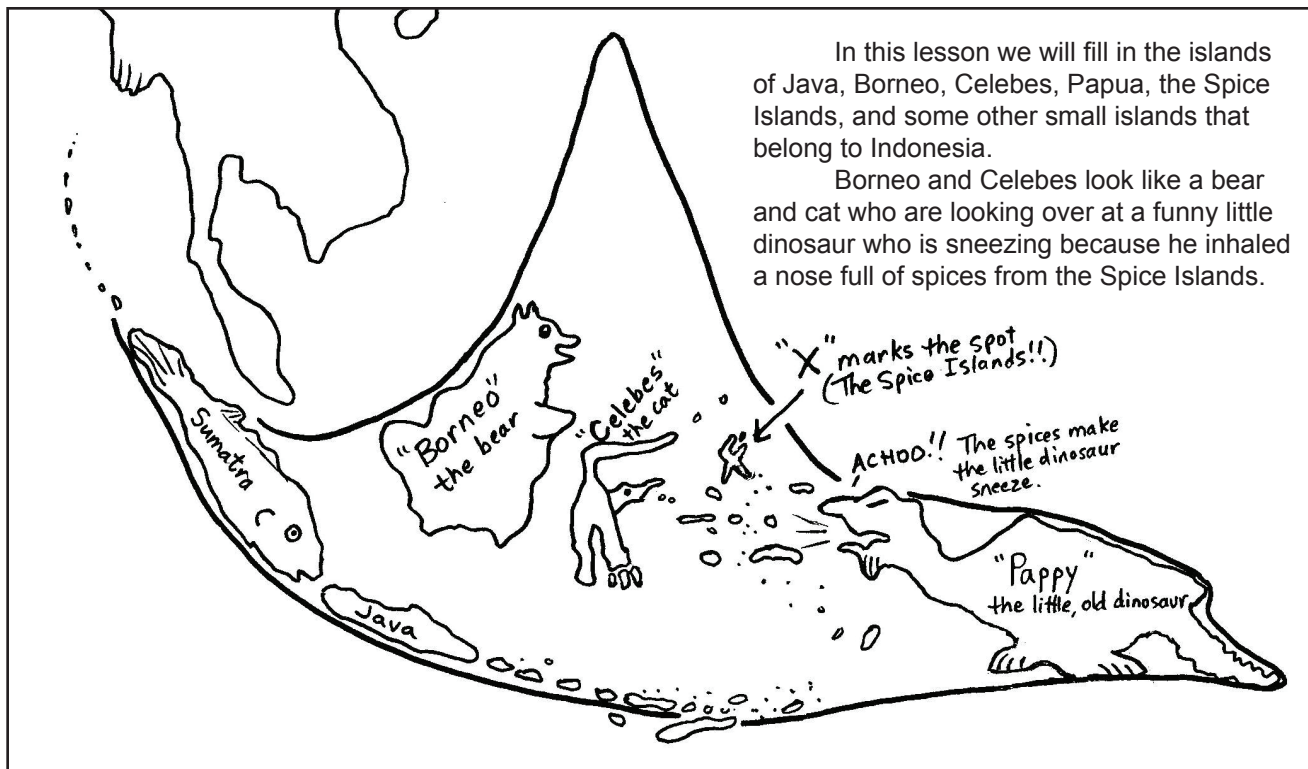 In this lesson we will fill in the islands
of Java, Borneo, Celebes, Papua, the Spice
Islands, and some other small islands that
belong to Indonesia.
Borneo and Celebes look like a bear
and cat who are looking over at a funny little
dinosaur who is sneezing because he inhaled
a nose full of spices from the Spice Islands.
"X" marks the spot
(The Spice Islands!!)
"Celebes"
the cat
"Borneo"
the bear
Sumatra
ACHOO!! The spices make
the little dinosaur
sneeze.
"Pappy"
the little, old dinosaur
Java